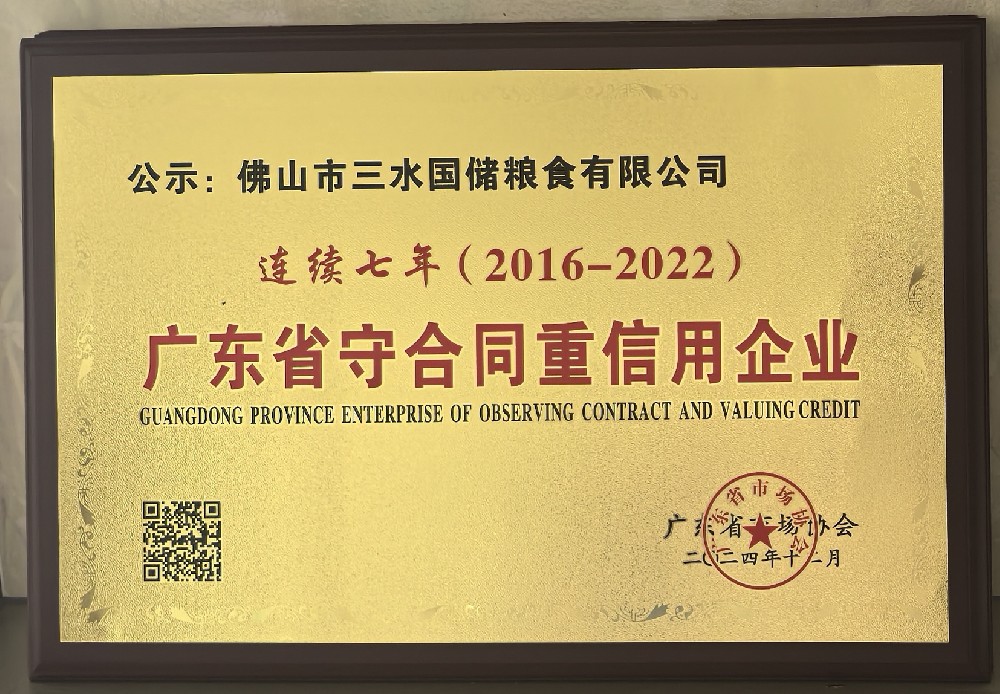 公示：佛山市三水国储粮食有限公司
连续七年（2016-2022）
广东省守合同重信用企业
GUANGDONG PROVINCE ENTERPRISE OF OBSERVING CONTRACT AND VALUING CREDIT
广东省市场协会
二〇二四年十二月